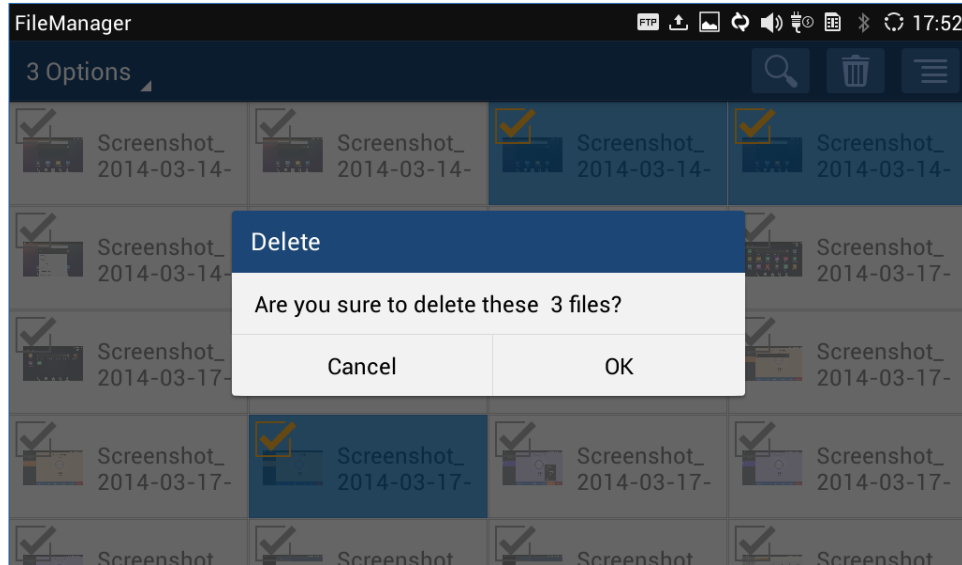 FileManager
FTP
17:52
3 Options
Screenshot_
2014-03-14-
Screenshot_
2014-03-14-
Screenshot_
2014-03-14-
Screenshot_
2014-03-14-
Screenshot_
2014-03-14-
Screenshot_
2014-03-17-
Delete
Are you sure to delete these  3 files?
Cancel
OK
Screenshot_
2014-03-17-
Screenshot_
2014-03-17-
Screenshot_
2014-03-17-
Screenshot_
2014-03-17-
Screenshot_
2014-03-17-
Screenshot_
2014-03-17-
Screenshot
Screenshot
Screenshot
Screenshot